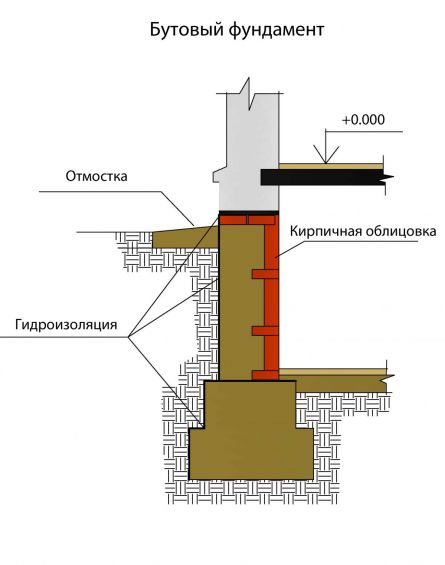 Бутовый фундамент
+0.000
Отмостка
Кирпичная облицовка
Гидроизоляция